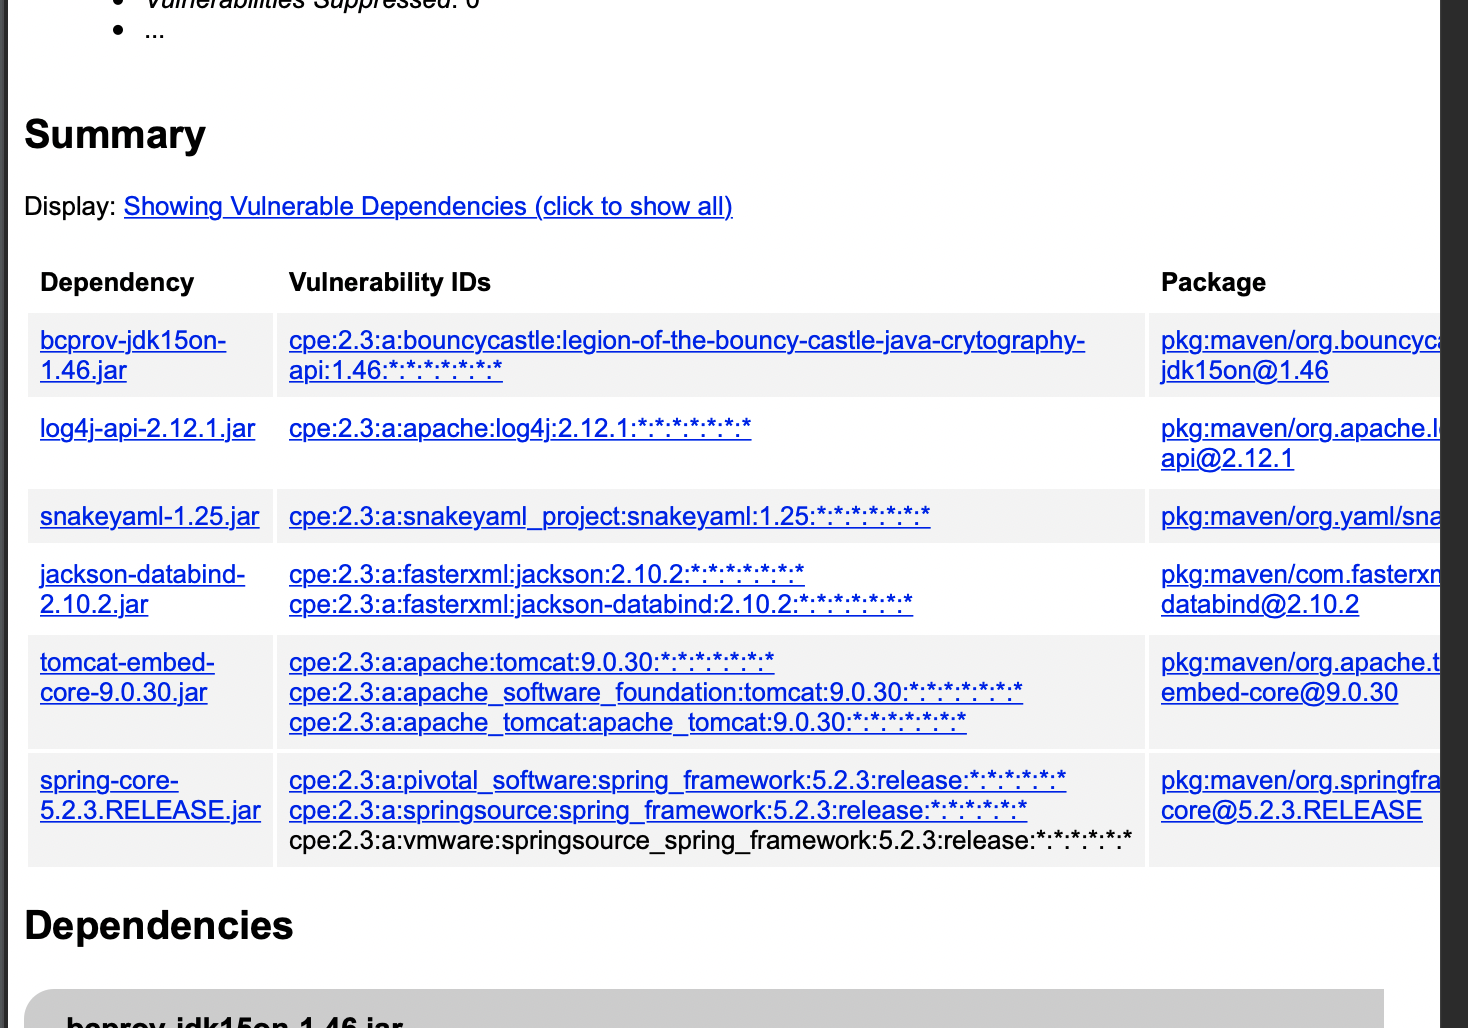 Vulnerabilities Suppressed: 0
...
Summary
Display: Showing Vulnerable Dependencies (click to show all)
Dependency Vulnerability IDs Package
bcprov-jdk15on- cpe:2.3:a:bouncycastle:legion-of-the-bouncy-castle-java-crytography- pkg:maven/org.bouncyca
1.46.jar api:1.46:*:*:*:*:*:*:* jdk15on@1.46
log4j-api-2.12.1.jar cpe:2.3:a:apache:log4j:2.12.1:*:*:*:*:*:*:* pkg:maven/org.apache.l
api@2.12.1
snakeyaml-1.25.jar cpe:2.3:a:snakeyaml_project:snakeyaml:1.25:*:*:*:*:*:*:* pkg:maven/org.yaml/sna
jackson-databind- cpe:2.3:a:fasterxml:jackson:2.10.2:*:*:*:*:*:*:* pkg:maven/com.fasterxm
2.10.2.jar cpe:2.3:a:fasterxml:jackson-databind:2.10.2:*:*:*:*:*:*:* databind@2.10.2
tomcat-embed- cpe:2.3:a:apache:tomcat:9.0.30:*:*:*:*:*:*:* pkg:maven/org.apache.t
core-9.0.30.jar cpe:2.3:a:apache_software_foundation:tomcat:9.0.30:*:*:*:*:*:*:* embed-core@9.0.30
cpe:2.3:a:apache_tomcat:apache_tomcat:9.0.30:*:*:*:*:*:*:*
spring-core- cpe:2.3:a:pivotal_software:spring_framework:5.2.3:release:*:*:*:*:*:* pkg:maven/org.springfra
5.2.3.RELEASE.jar cpe:2.3:a:springsource:spring_framework:5.2.3:release:*:*:*:*:*:* core@5.2.3.RELEASE
cpe:2.3:a:vmware:springsource_spring_framework:5.2.3:release:*:*:*:*:*:*
Dependencies
bcprov-jdk15on-1.46.jar